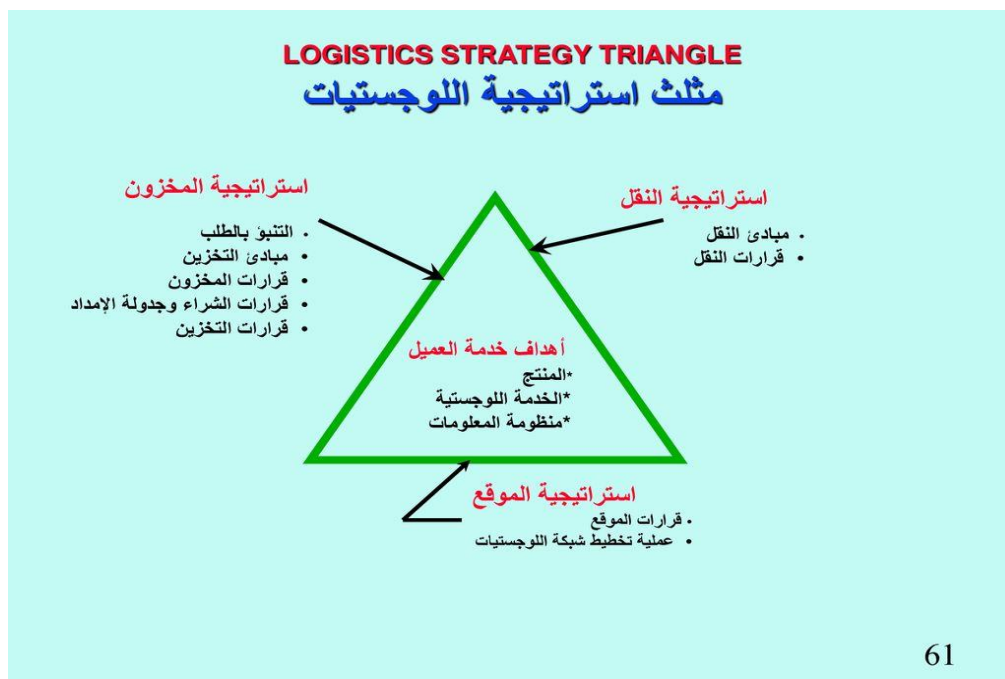 LOGISTICS STRATEGY TRIANGLE
مثلث استراتيجية اللوجستيات
استراتيجية النقل
• مبادئ النقل
• قرارات النقل
استراتيجية المخزون
• التنبؤ بالطلب
• مبادئ التخزين
• قرارات المخزون
• قرارات الشراء وجدولة الإمداد
• قرارات التخزين
أهداف خدمة العميل
*المنتج
*الخدمة اللوجستية
*منظومة المعلومات
استراتيجية الموقع
• قرارات الموقع
• عملية تخطيط شبكة اللوجستيات
61